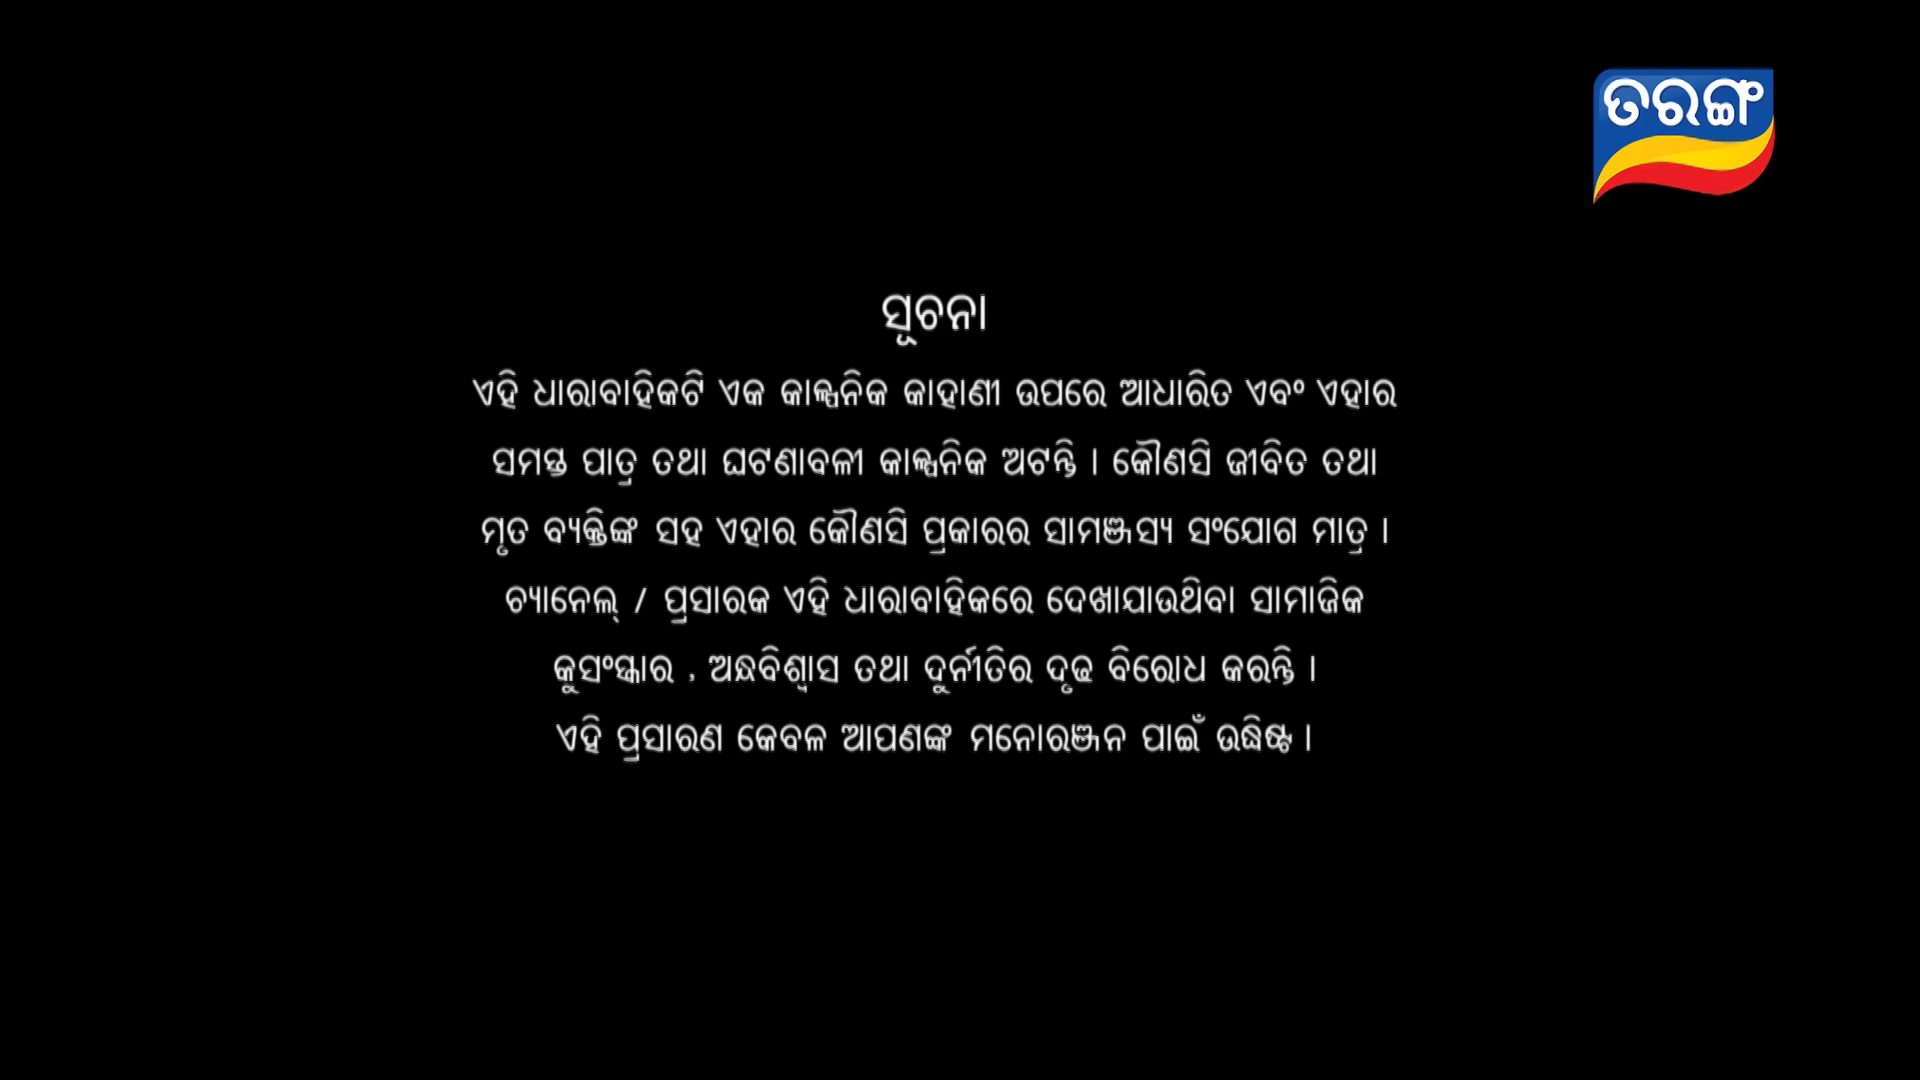 ତରଙ୍ଗ
ସୂଚନା
ଏହି ଧାରାବାହିକଟି ଏକ କାଳ୍ପନିକ କାହାଣୀ ଉପରେ ଆଧାରିତ ଏବଂ ଏହାର
ସମସ୍ତ ପାତ୍ର ତଥା ଘଟଣାବଳୀ କାଳ୍ପନିକ ଅଟନ୍ତି । କୌଣସି ଜୀବିତ ତଥା
ମୃତ ବ୍ୟକ୍ତିଙ୍କ ସହ ଏହାର କୌଣସି ପ୍ରକାରର ସାମଞ୍ଜସ୍ୟ ସଂଯୋଗ ମାତ୍ର ।
ଚ୍ୟାନେଲ୍ / ପ୍ରସାରକ ଏହି ଧାରାବାହିକରେ ଦେଖାଯାଉଥିବା ସାମାଜିକ
କୁସଂସ୍କାର , ଅନ୍ଧବିଶ୍ୱାସ ତଥା ଦୁର୍ନୀତିର ଦୃଢ ବିରୋଧ କରନ୍ତି ।
ଏହି ପ୍ରସାରଣ କେବଳ ଆପଣଙ୍କ ମନୋରଞ୍ଜନ ପାଇଁ ଉଦ୍ଧିଷ୍ଟ ।